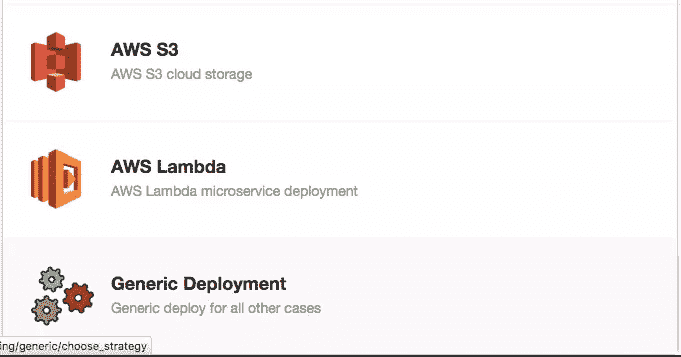 AWS S3
AWS S3 cloud storage
AWS Lambda
AWS Lambda microservice deployment
Generic Deployment
Generic deploy for all other cases
ing/generic/choose_strategy